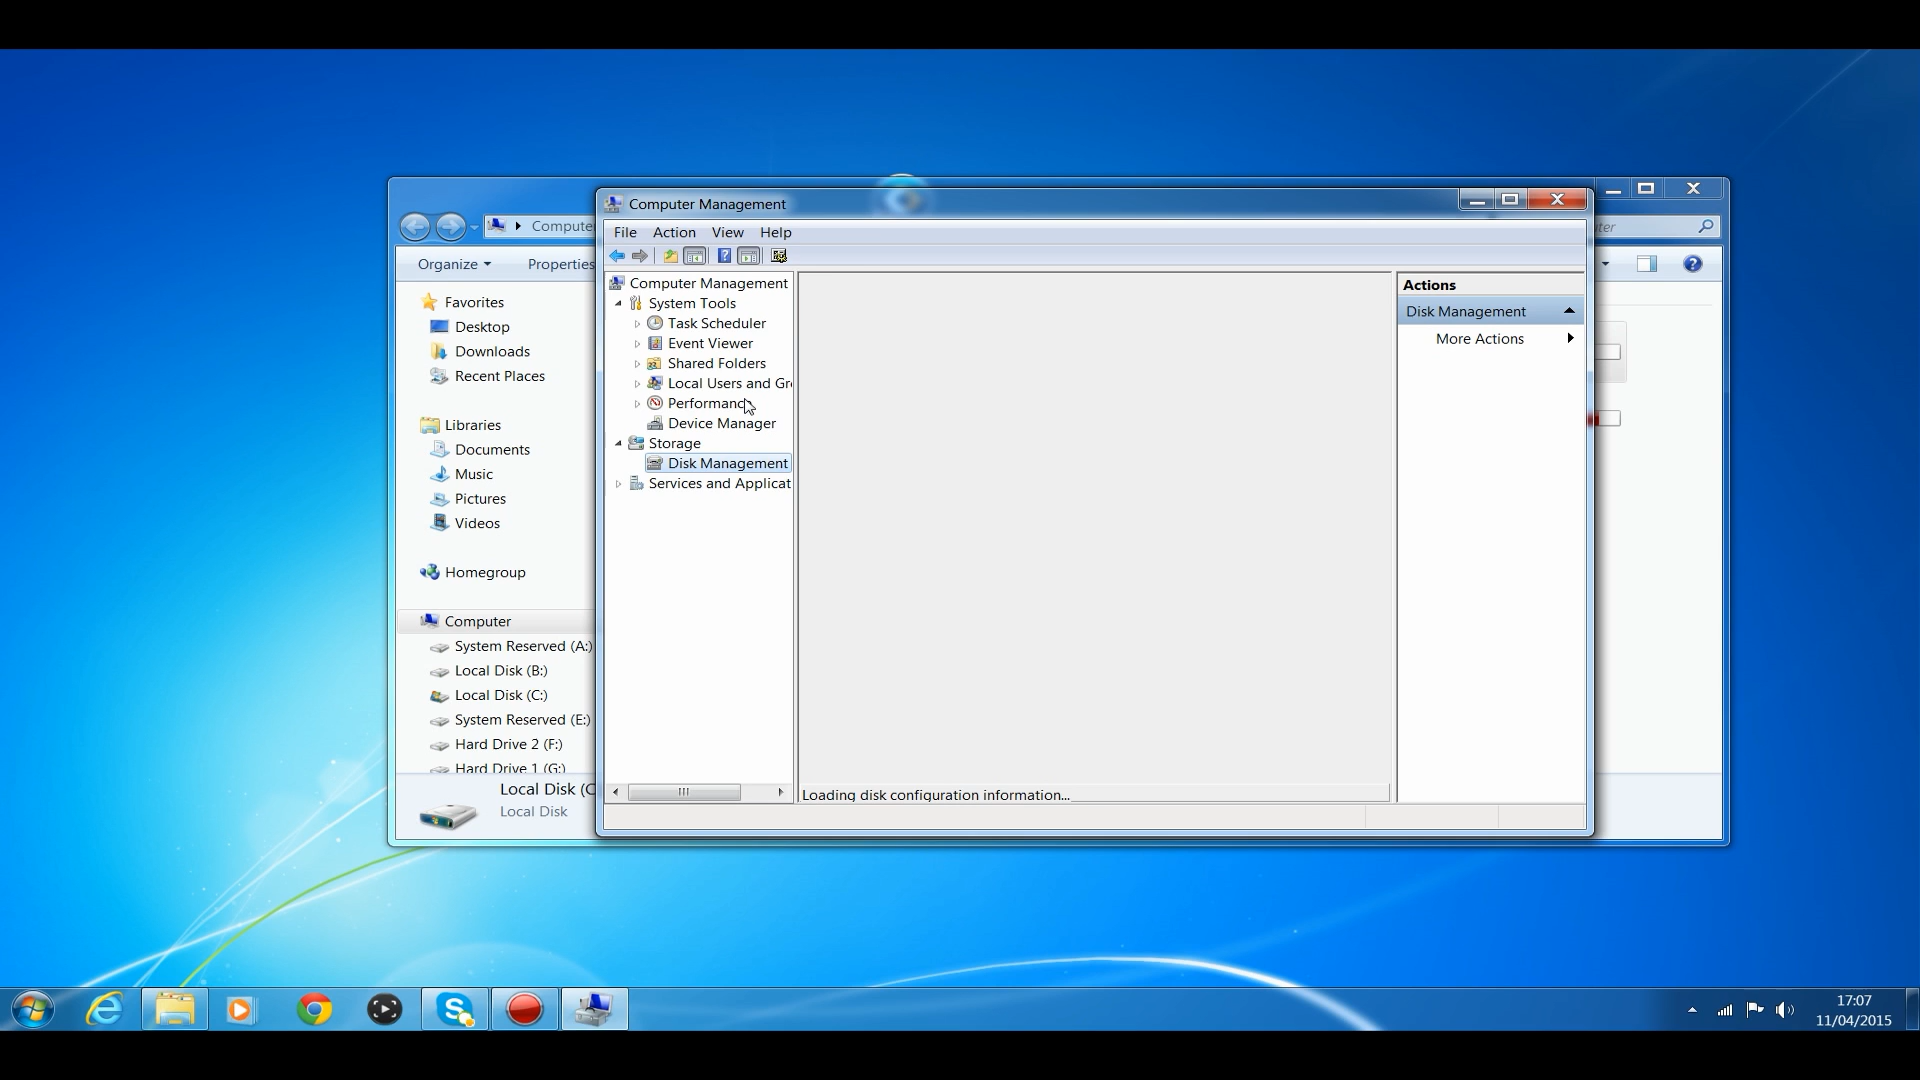 Computer Management
File Action View Help
Computer Management
System Tools
Task Scheduler
Event Viewer
Shared Folders
Local Users and Gr
Performance
Device Manager
Storage
Disk Management
Services and Applicat
Loading disk configuration information...
Actions
Disk Management
More Actions
Compute
Organize Properties
Favorites
Desktop
Downloads
Recent Places
Libraries
Documents
Music
Pictures
Videos
Homegroup
Computer
System Reserved (A:)
Local Disk (B:)
Local Disk (C:)
System Reserved (E:)
Hard Drive 2 (F:)
Hard Drive 1 (G:)
Local Disk (C
Local Disk
17:07
11/04/2015